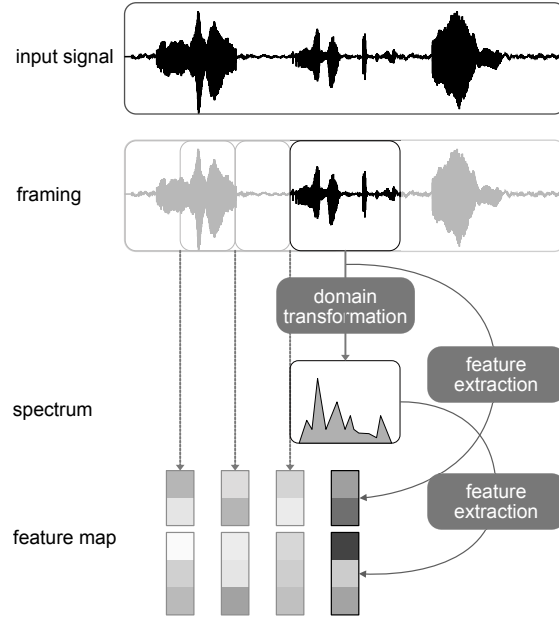 input signal
framing
domain
transformation
feature
extraction
spectrum
feature
extraction
feature map